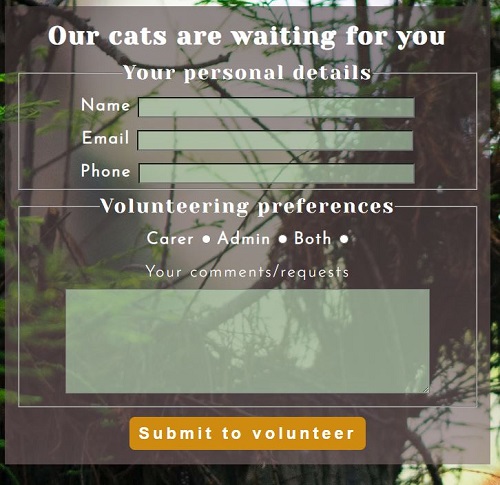 Our cats are waiting for you
Your personal details
Name
Email
Phone
Volunteering preferences
Carer Admin Both
Your comments/requests
Submit to volunteer